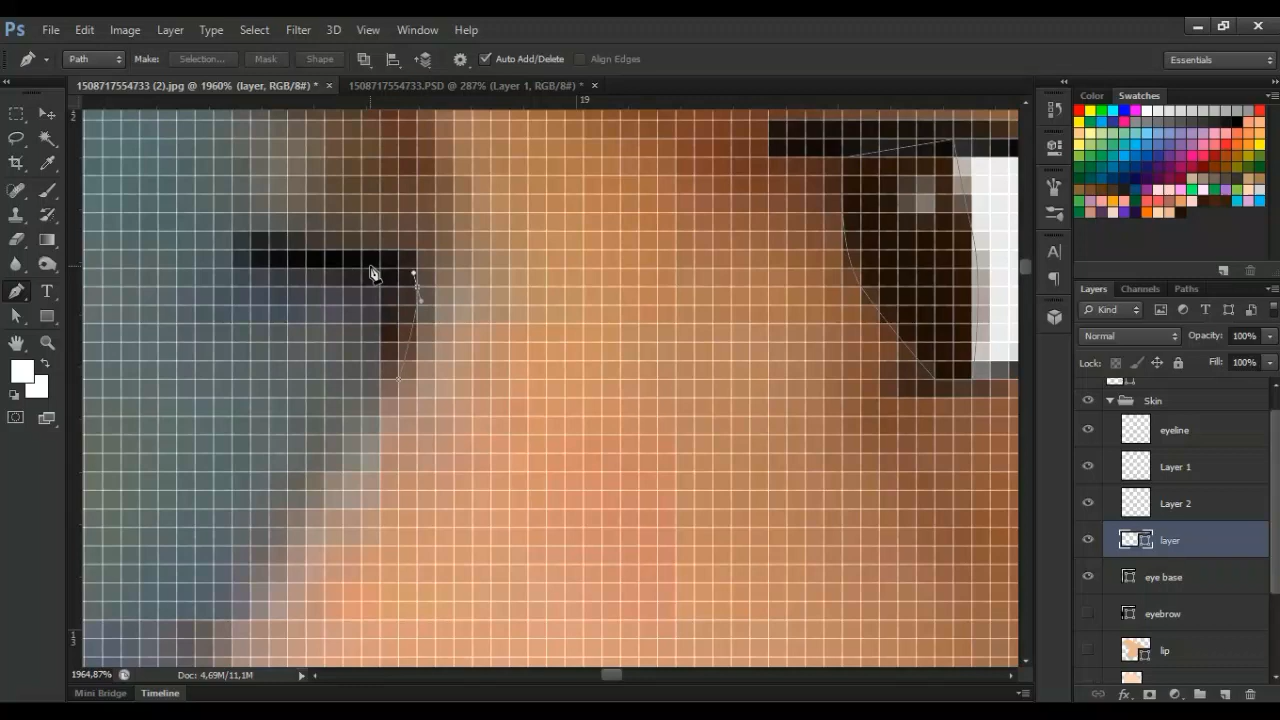 Ps File Edit Image Layer Type Select Filter 3D View Window Help
Path Make: Selection... Mask Shape Auto Add/Delete Align Edges Essentials
1508717554733 (2).jpg @ 1960% (layer, RGB/8#) * × 1508717554733.PSD @ 287% (Layer 1, RGB/8#) * ×
Color Swatches
19
2
Layers Channels Paths
Kind
Normal Opacity: 100%
Lock: Fill: 100%
Skin
eyeline
Layer 1
Layer 2
layer
eye base
eyebrow
lip
1
3
1964,87% Doc: 4,69M/11,1M
Mini Bridge Timeline